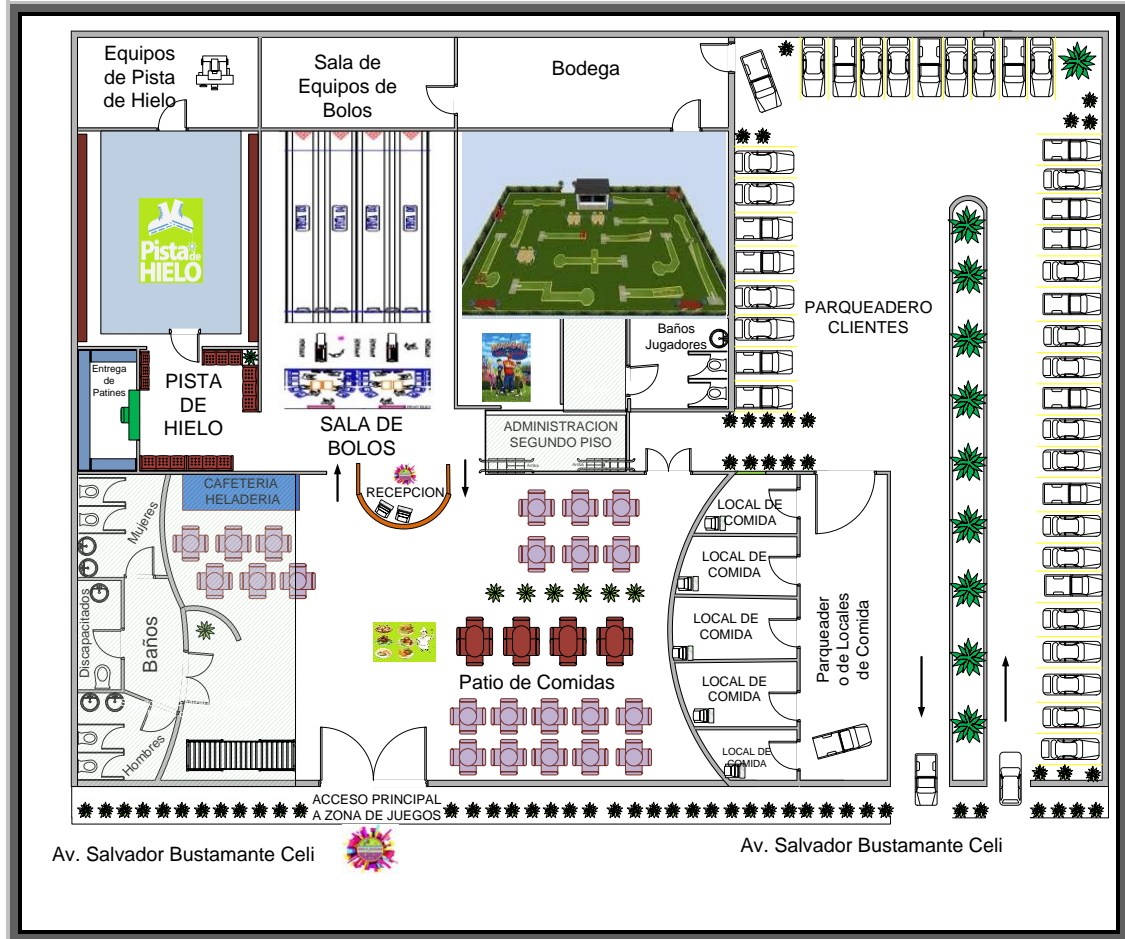 Equipos
de Pista
de Hielo
Sala de
Equipos de
Bolos
Bodega
Pista de
HIELO
PARQUEADERO
CLIENTES
Baños
Jugadores
Entrega
de
Patines
PISTA
DE
HIELO
SALA DE
BOLOS
ADMINISTRACION
SEGUNDO PISO
RECEPCION
CAFETERIA
HELADERIA
Mujeres
Discapacitados
Baños
Hombres
LOCAL DE
COMIDA
LOCAL DE
COMIDA
LOCAL DE
COMIDA
LOCAL DE
COMIDA
LOCAL DE
COMIDA
Parqueader
o de Locales
de Comida
Patio de Comidas
ACCESO PRINCIPAL
A ZONA DE JUEGOS
Av. Salvador Bustamante Celi
Av. Salvador Bustamante Celi